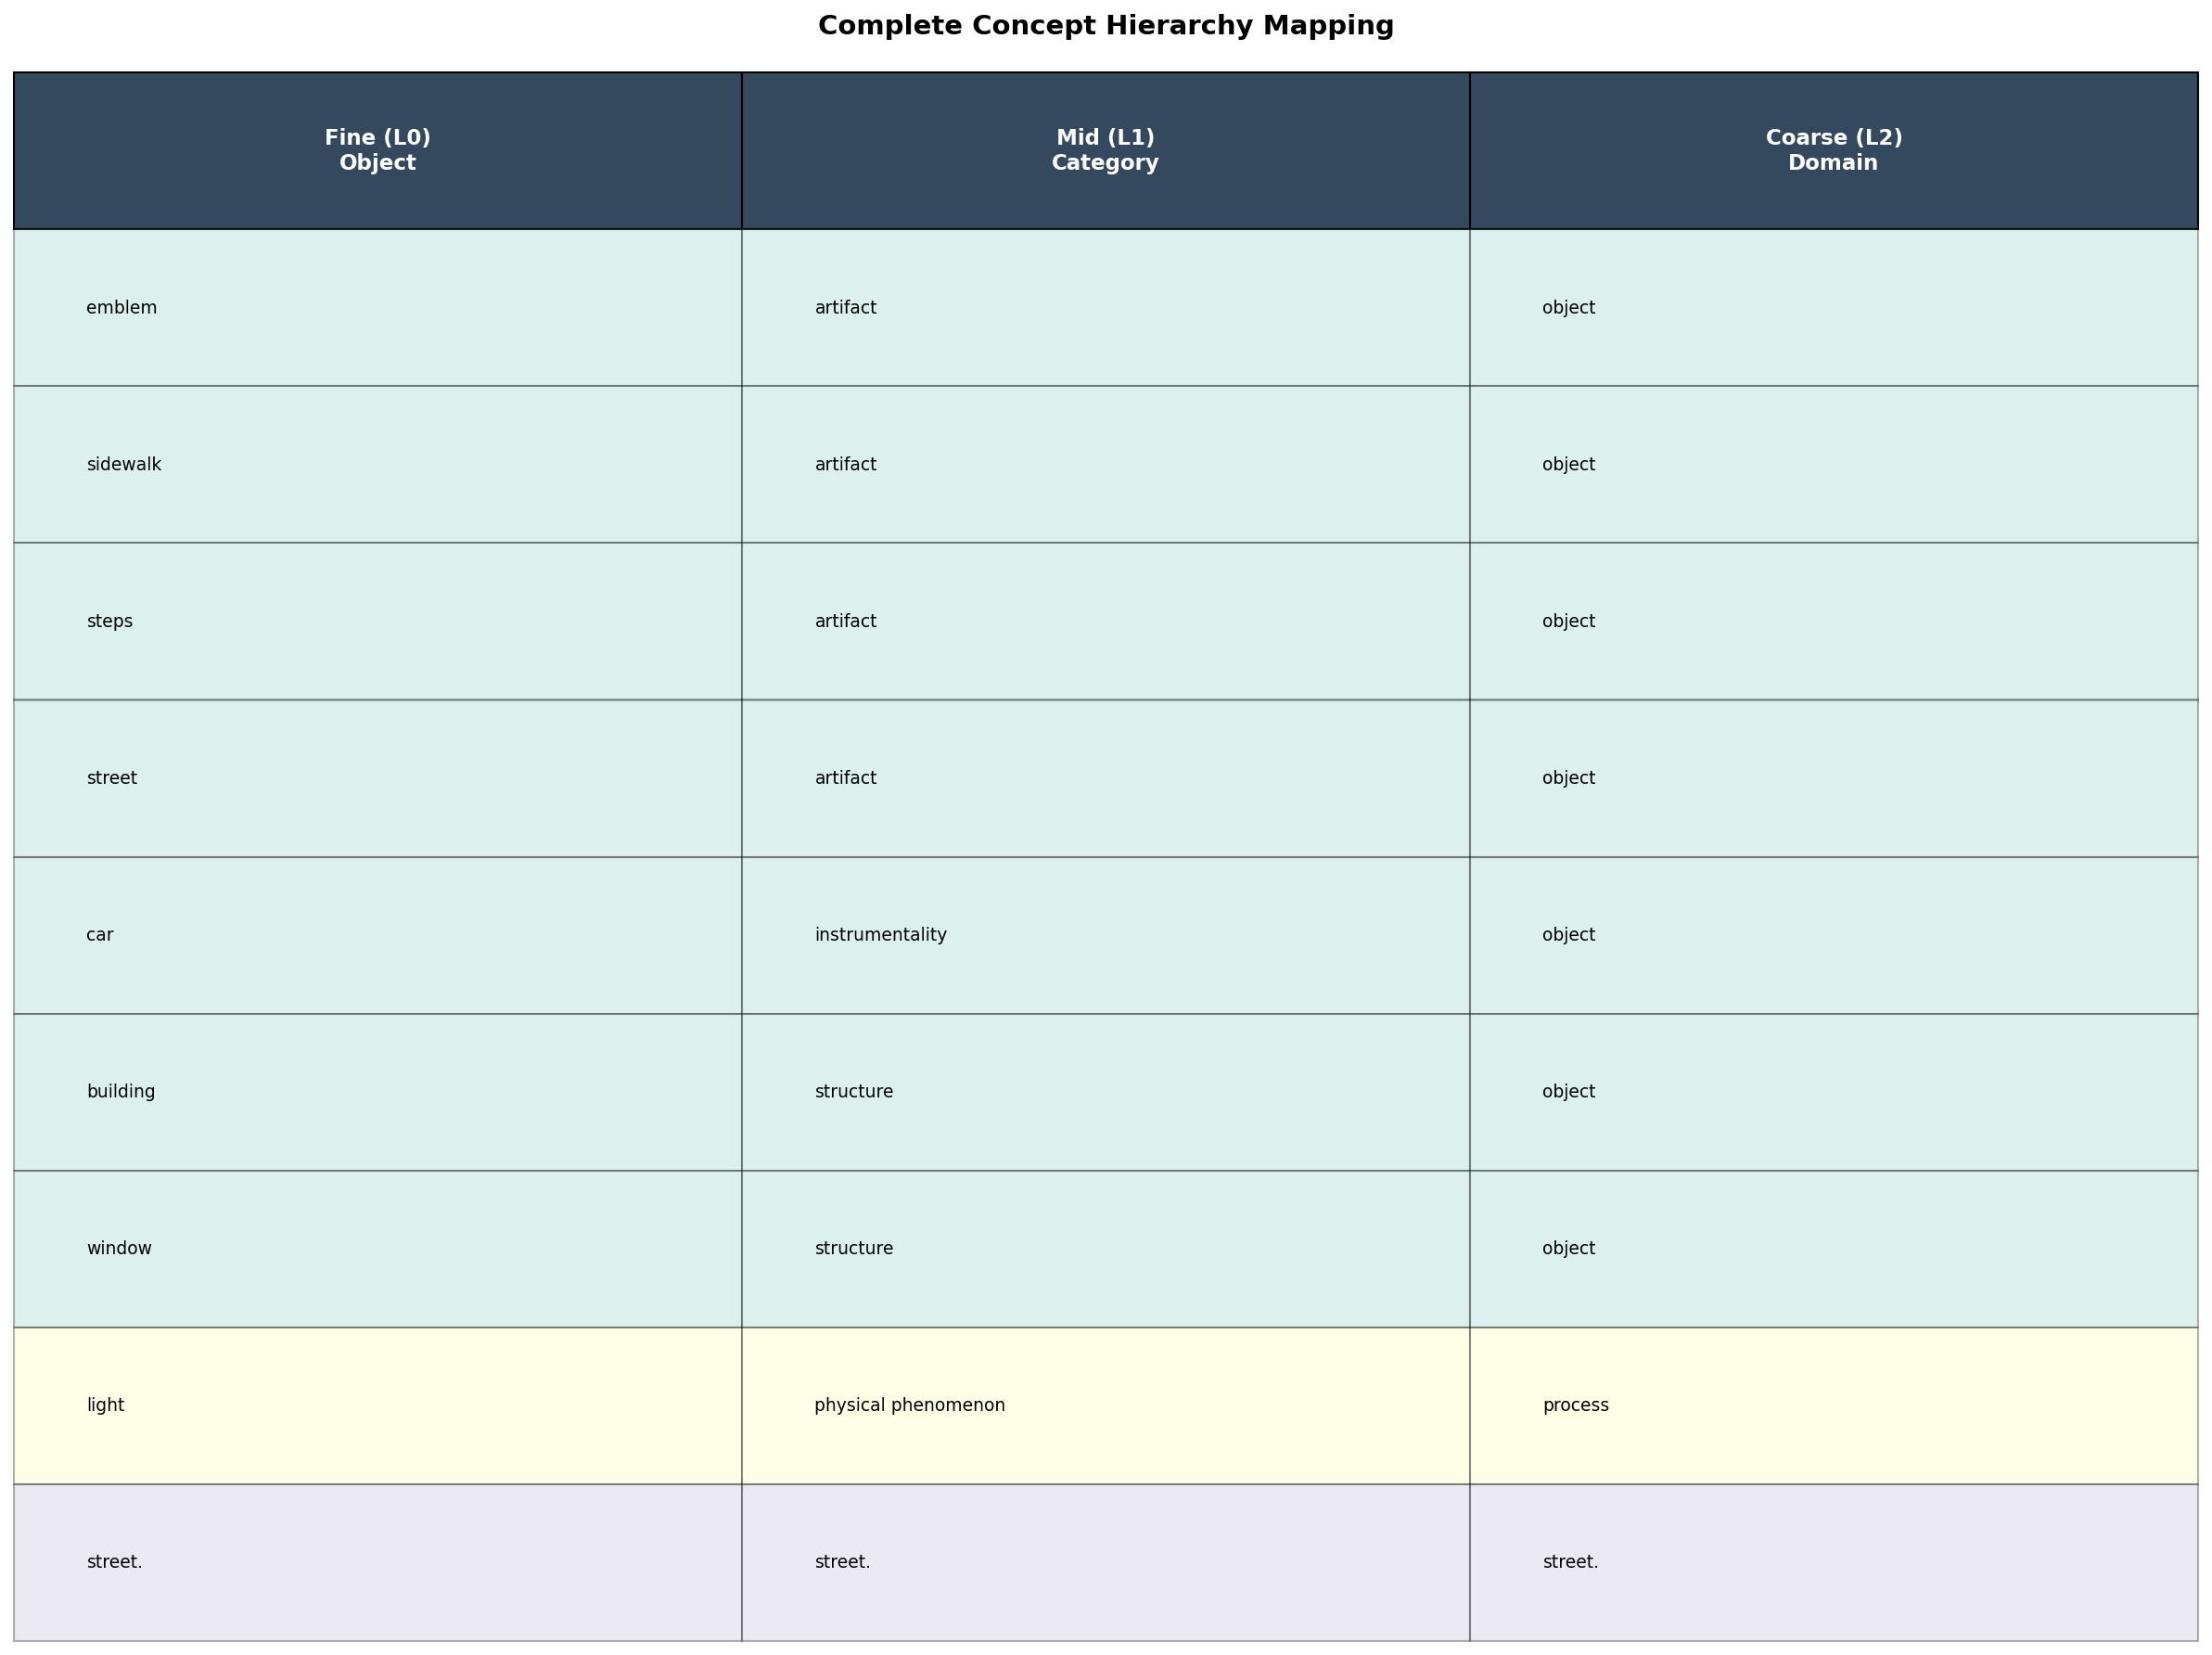 Complete Concept Hierarchy Mapping
Fine (L0) Mid (L1) Coarse (L2)
Object Category Domain
emblem artifact object
sidewalk artifact object
steps artifact object
street artifact object
car instrumentality object
building structure object
window structure object
light physical phenomenon process
street. street. street.